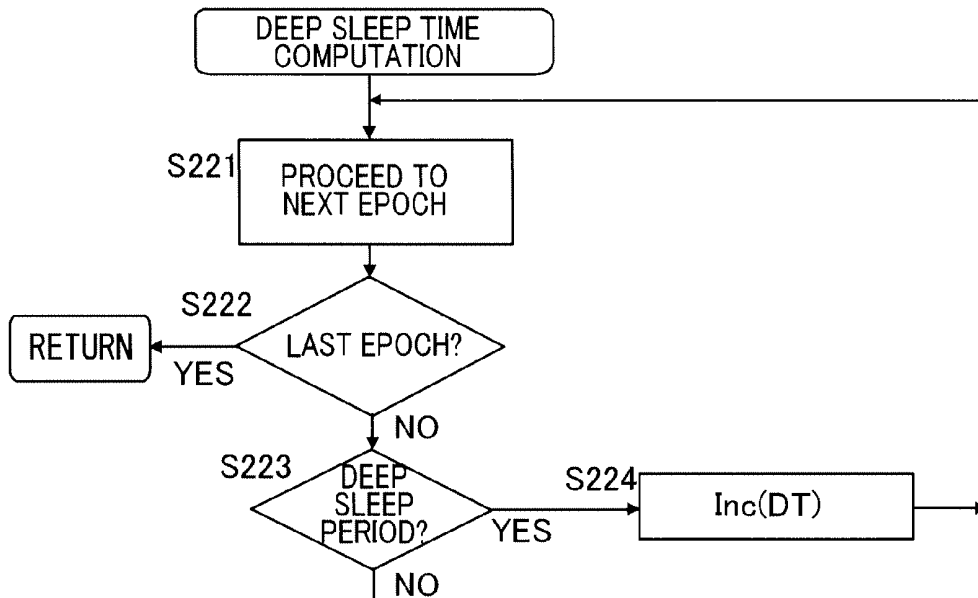 DEEP SLEEP TIME
COMPUTATION
S221
PROCEED TO
NEXT EPOCH
S222
LAST EPOCH?
RETURN
YES
NO
S223
DEEP
SLEEP
PERIOD?
YES
S224
Inc(DT)
NO